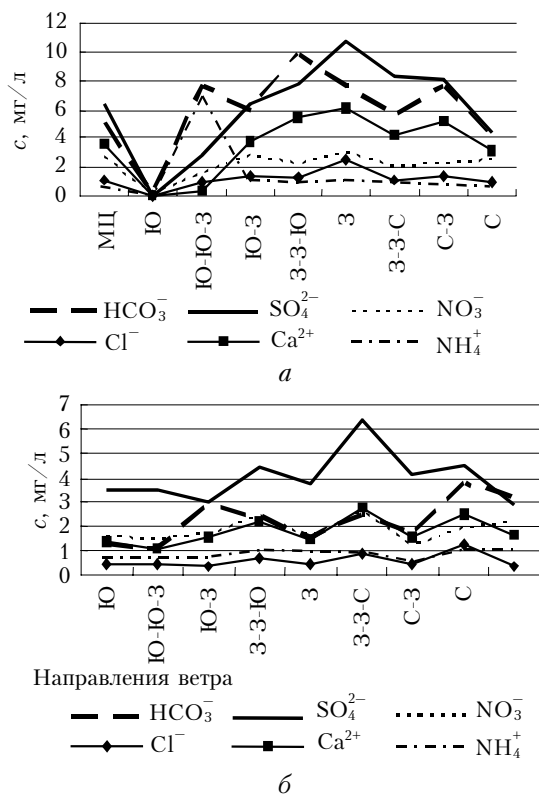 c, мг/л
12
10
8
6
4
2
0
МЦ Ю Ю-Ю-З Ю-З З-З-Ю З З-З-С С-З С
HCO₃⁻ SO₄²⁻ NO₃⁻
Cl⁻ Ca²⁺ NH₄⁺
а
c, мг/л
7
6
5
4
3
2
1
0
Ю Ю-Ю-З Ю-З З-З-Ю З З-З-С С-З С
Направления ветра
HCO₃⁻ SO₄²⁻ NO₃⁻
Cl⁻ Ca²⁺ NH₄⁺
б